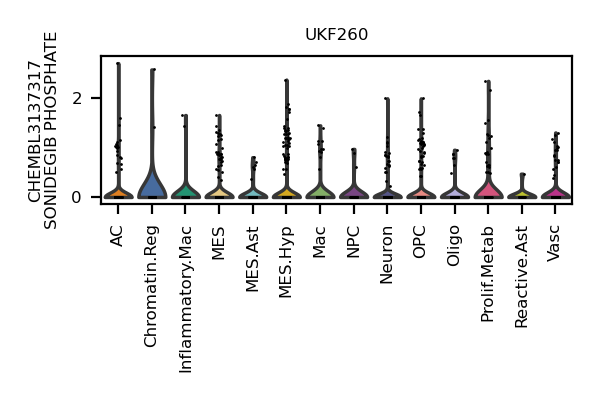 UKF260
CHEMBL3137317
SONIDEGIB PHOSPHATE
2
0
AC
Chromatin.Reg
Inflammatory.Mac
MES
MES.Ast
MES.Hyp
Mac
NPC
Neuron
OPC
Oligo
Prolif.Metab
Reactive.Ast
Vasc